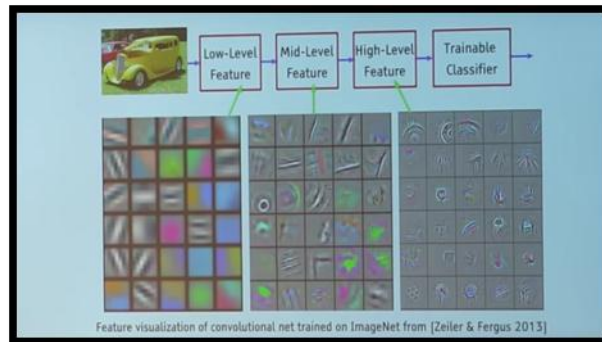 Low-Level
Feature
Mid-Level
Feature
High-Level
Feature
Trainable
Classifier
Feature visualization of convolutional net trained on ImageNet from [Zeiler & Fergus 2013]